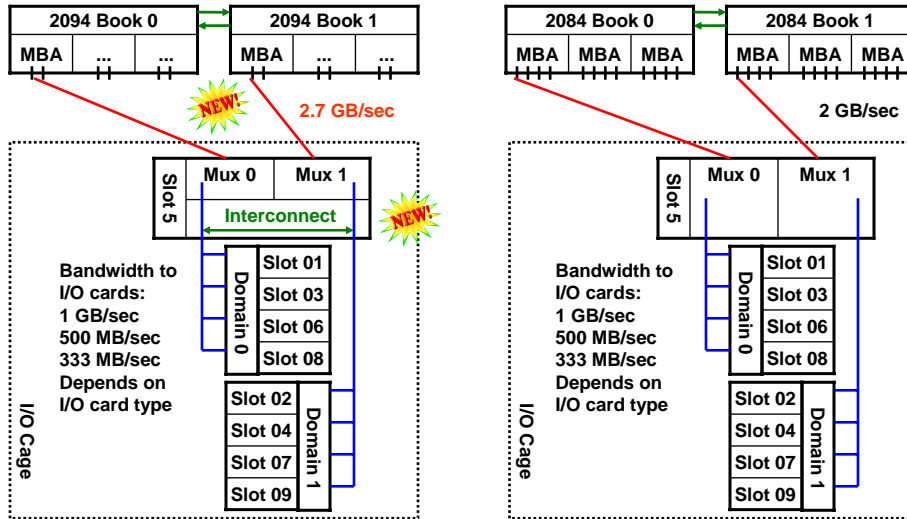 2094 Book 0
2094 Book 1
MBA ... ...
MBA ... ...
NEW!
2.7 GB/sec
Slot 5
Mux 0
Mux 1
Interconnect
NEW!
Bandwidth to
I/O cards:
1 GB/sec
500 MB/sec
333 MB/sec
Depends on
I/O card type
Domain 0
Slot 01
Slot 03
Slot 06
Slot 08
Slot 02
Slot 04
Slot 07
Slot 09
Domain 1
I/O Cage
2084 Book 0
2084 Book 1
MBA MBA MBA
MBA MBA MBA
2 GB/sec
Slot 5
Mux 0
Mux 1
Bandwidth to
I/O cards:
1 GB/sec
500 MB/sec
333 MB/sec
Depends on
I/O card type
Domain 0
Slot 01
Slot 03
Slot 06
Slot 08
Slot 02
Slot 04
Slot 07
Slot 09
Domain 1
I/O Cage